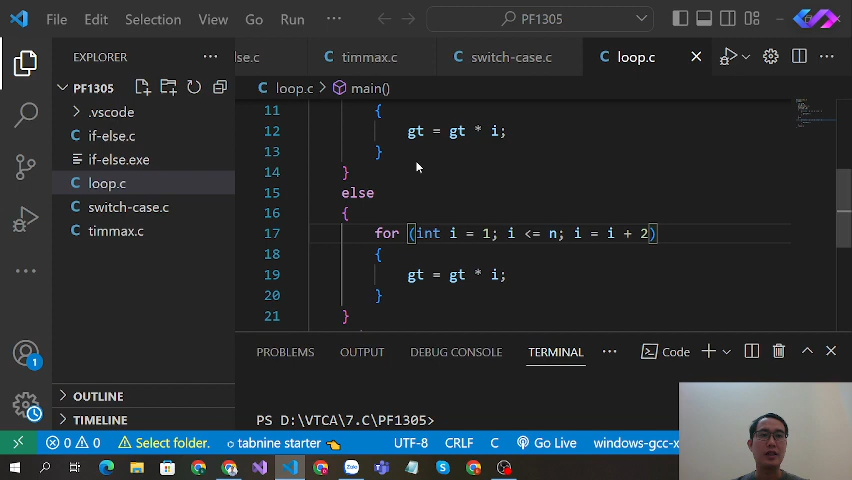 File Edit Selection View Go Run ··· PF1305
EXPLORER ···
lse.c timmax.c switch-case.c loop.c
PF1305
loop.c > main()
.vscode
if-else.c
if-else.exe
loop.c
switch-case.c
timmax.c
11 {
12 gt = gt * i;
13 }
14 }
15 else
16 {
17 for (int i = 1; i <= n; i = i + 2)
18 {
19 gt = gt * i;
20 }
21 }
PROBLEMS OUTPUT DEBUG CONSOLE TERMINAL ··· Code
PS D:\VTCA\7.C\PF1305>
OUTLINE
TIMELINE
1
0 0 Select folder. tabnine starter UTF-8 CRLF C Go Live windows-gcc-x